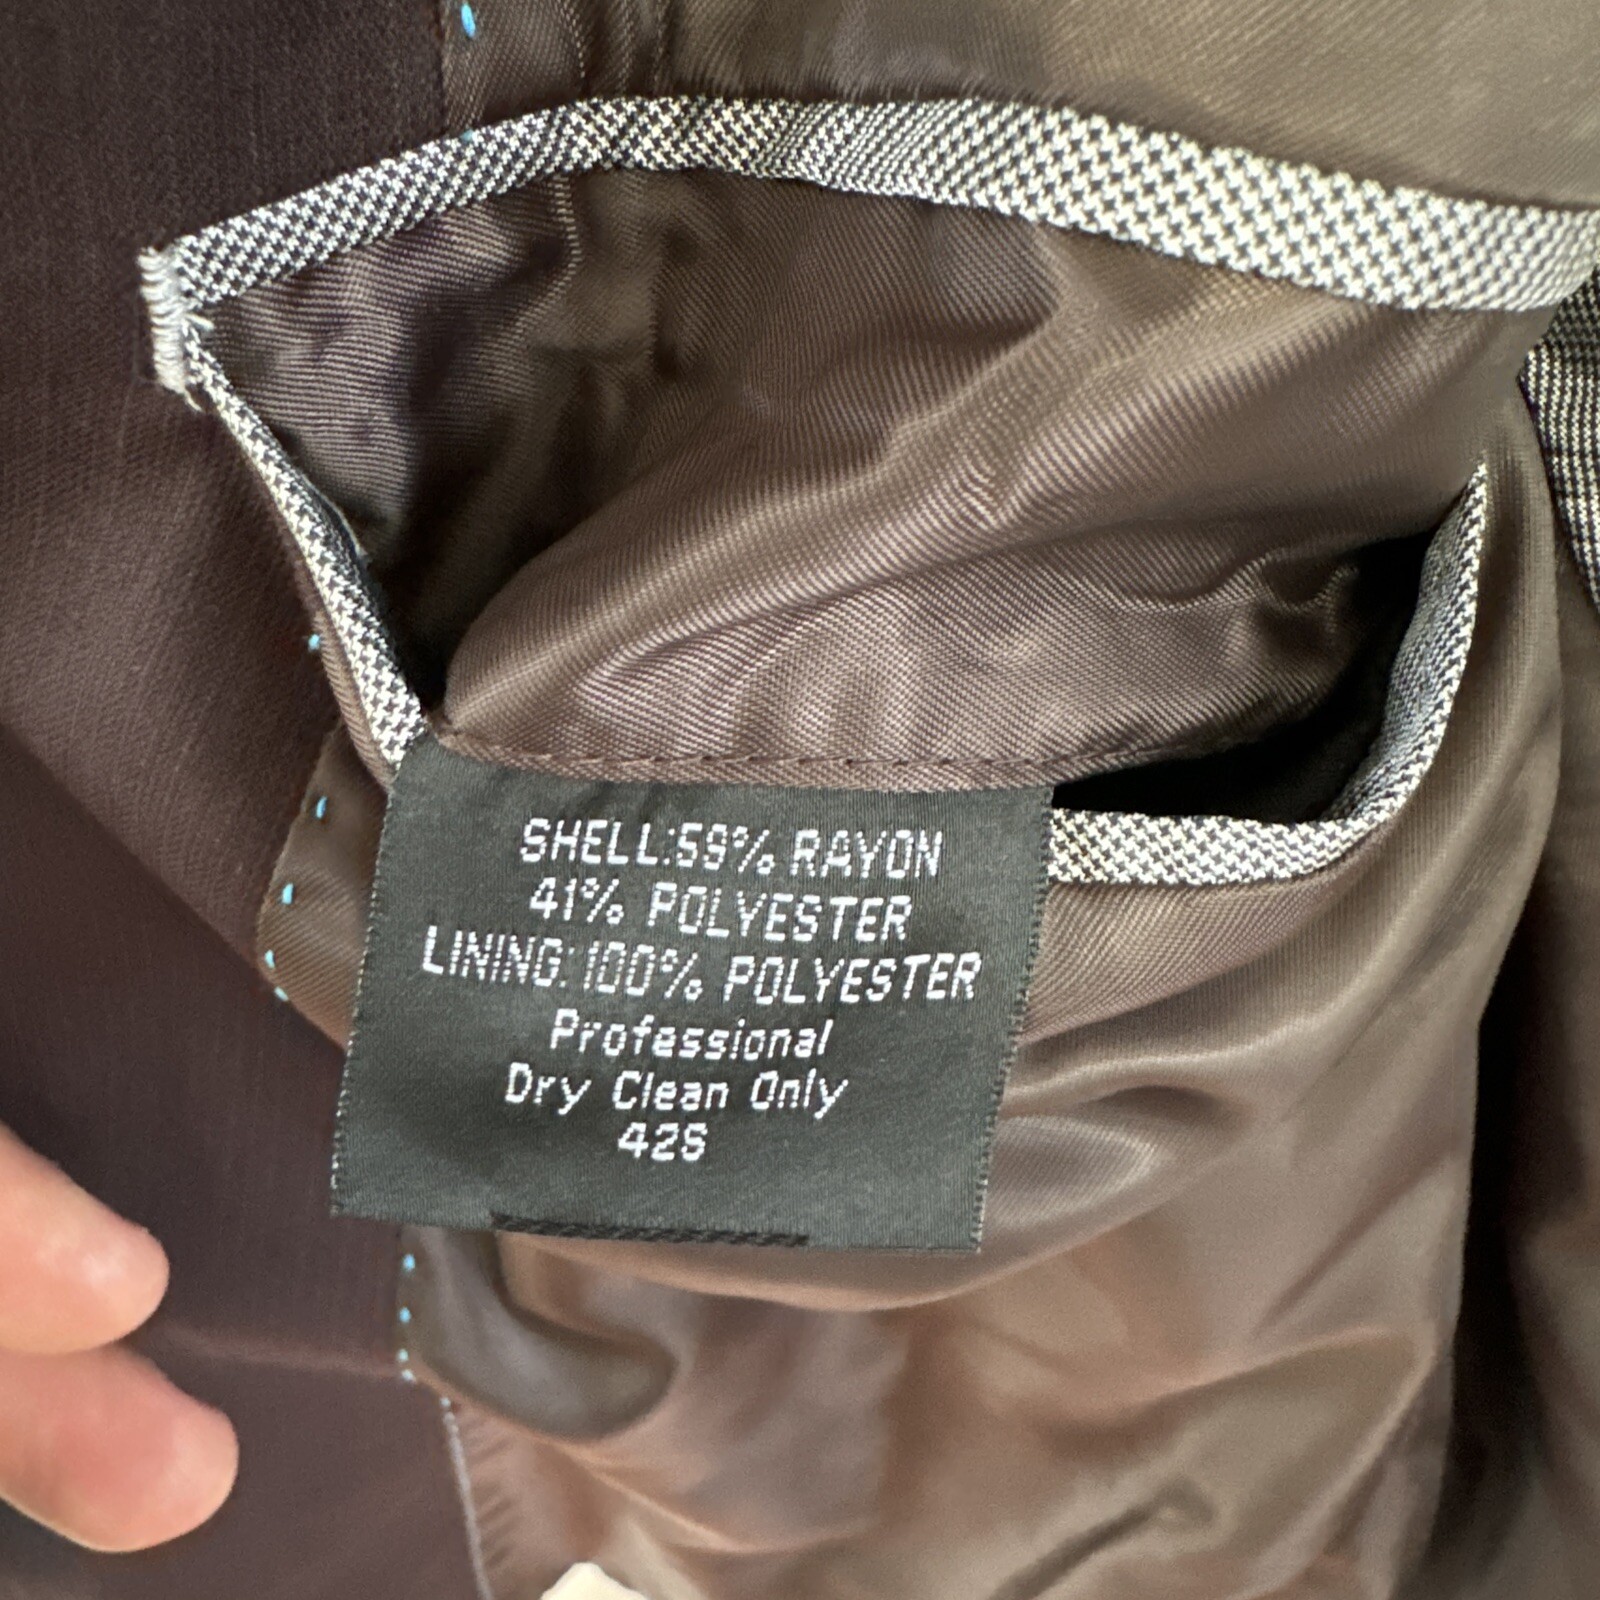 SHELL:59% RAYON
41% POLYESTER
LINING:100% POLYESTER
Professional
Dry Clean Only
42S